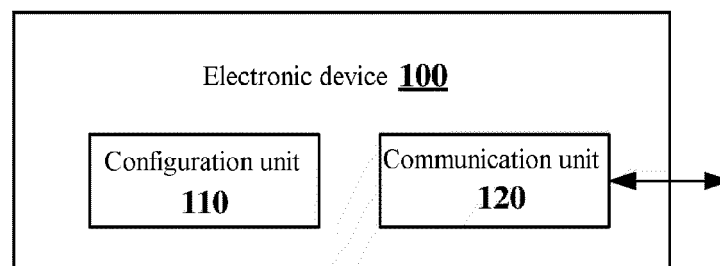 Electronic device 100
Configuration unit
110
Communication unit
120